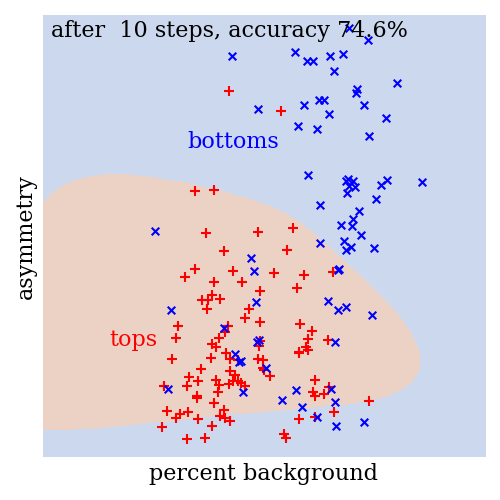 after  10 steps, accuracy 74.6%
bottoms
asymmetry
tops
percent background